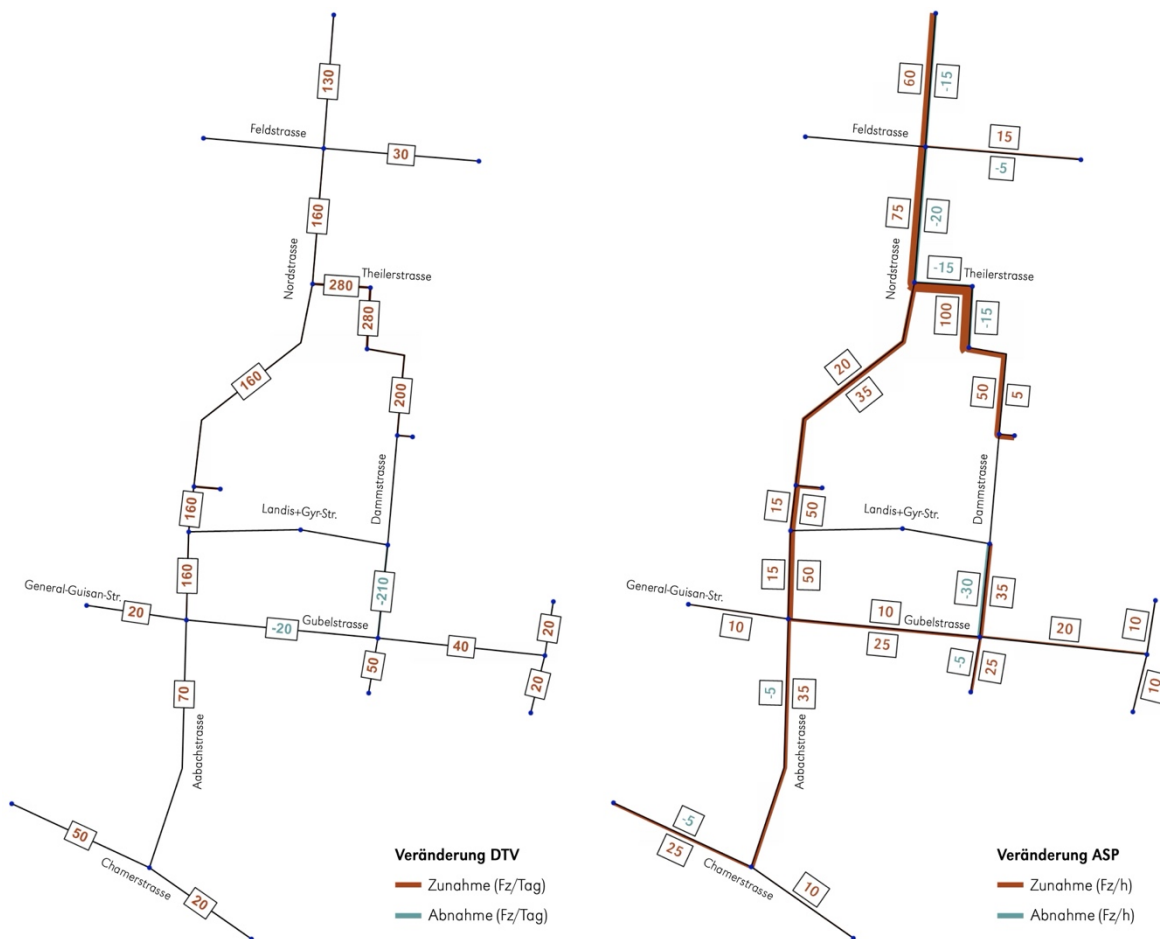 130
Feldstrasse
30
160
Nordstrasse
280
Theilerstrasse
280
160
200
160
Landis+Gyr-Str.
Dammstrasse
160
-210
General-Guisan-Str.
20
-20
Gubelstrasse
40
20
50
20
70
Aabachstrasse
50
Chamerstrasse
20
Veränderung DTV
Zunahme (Fz/Tag)
Abnahme (Fz/Tag)
60
-15
Feldstrasse
15
-5
75
-20
Nordstrasse
-15
Theilerstrasse
100
-15
20
35
50
5
15
50
Landis+Gyr-Str.
Dammstrasse
15
50
-30
35
General-Guisan-Str.
10
10
Gubelstrasse
25
20
10
10
-5
25
-5
35
Aabachstrasse
-5
25
Chamerstrasse
10
Veränderung ASP
Zunahme (Fz/h)
Abnahme (Fz/h)